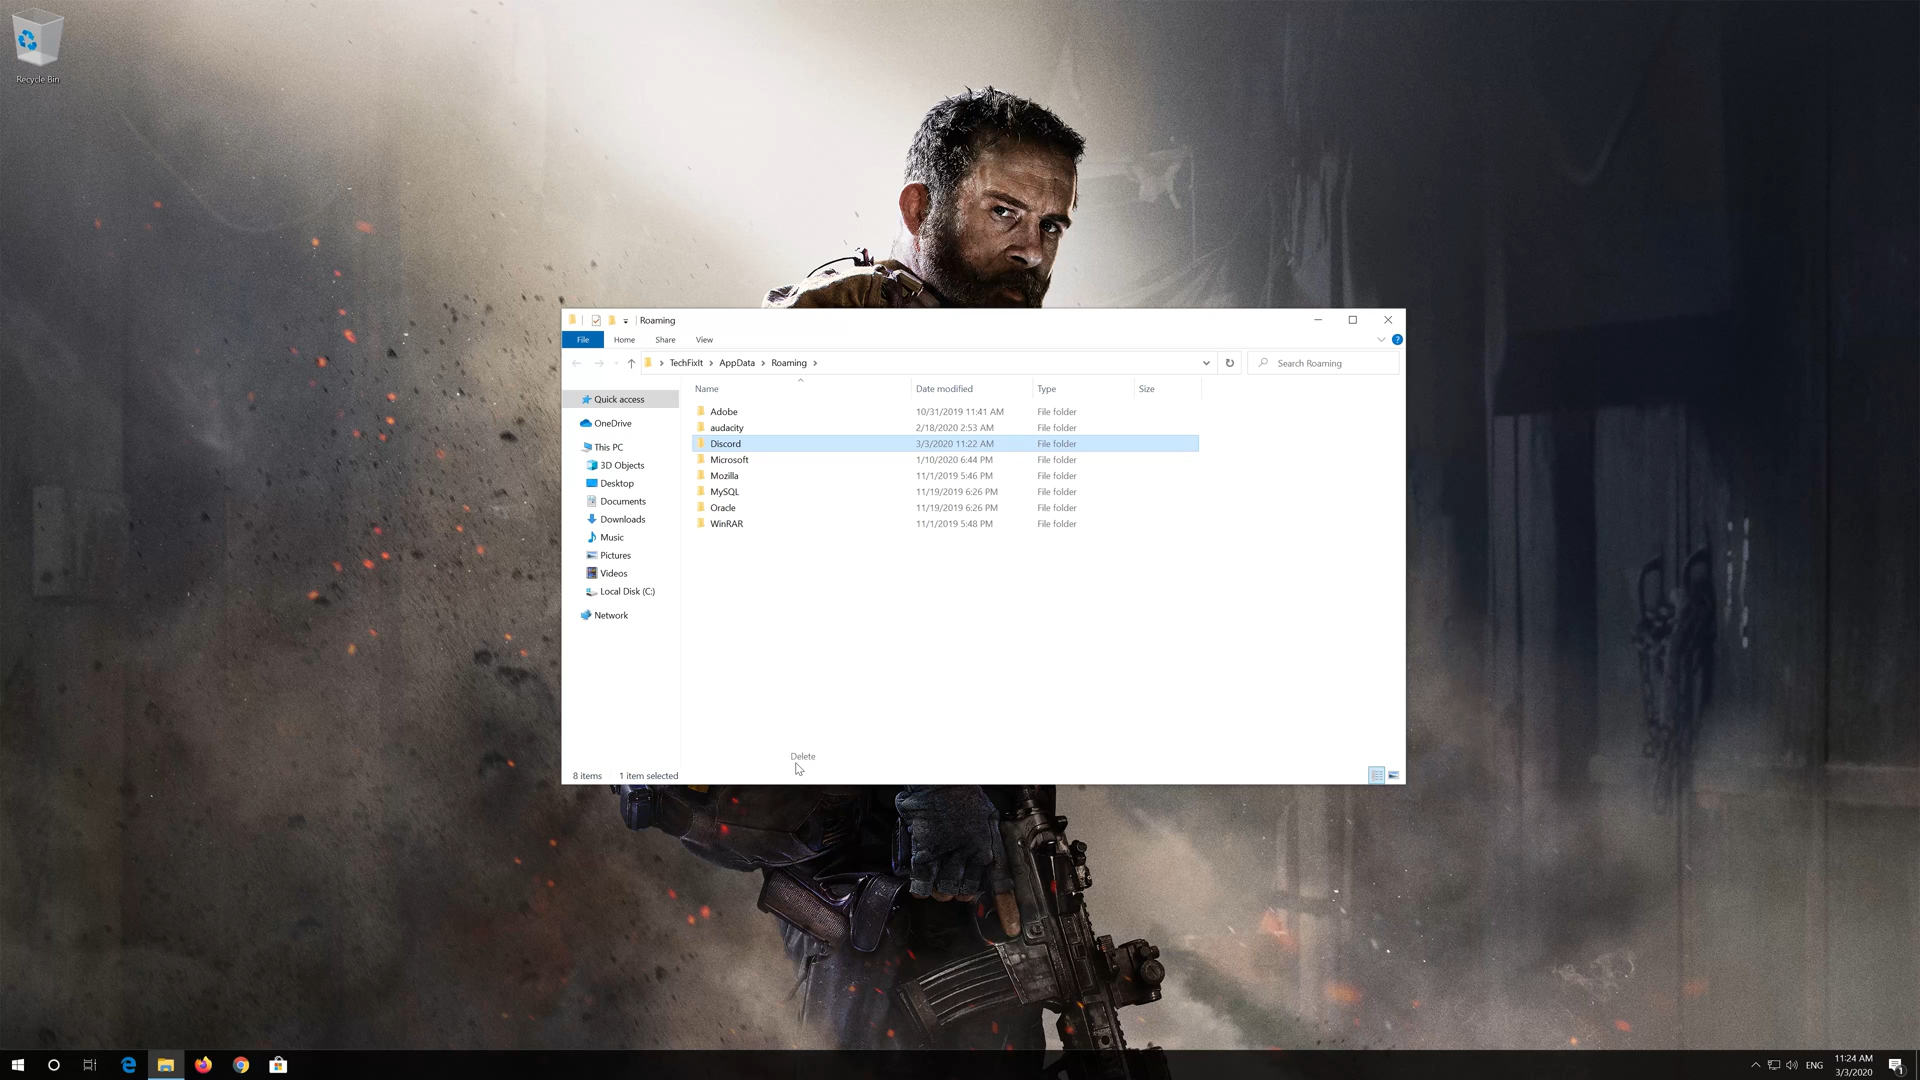 Recycle Bin
Roaming
File Home Share View
TechFixIt AppData Roaming
Search Roaming
Quick access
OneDrive
This PC
3D Objects
Desktop
Documents
Downloads
Music
Pictures
Videos
Local Disk (C:)
Network
Name Date modified Type Size
Adobe 10/31/2019 11:41 AM File folder
audacity 2/18/2020 2:53 AM File folder
Discord 3/3/2020 11:22 AM File folder
Microsoft 1/10/2020 6:44 PM File folder
Mozilla 11/1/2019 5:46 PM File folder
MySQL 11/19/2019 6:26 PM File folder
Oracle 11/19/2019 6:26 PM File folder
WinRAR 11/1/2019 5:48 PM File folder
Delete
8 items 1 item selected
ENG
11:24 AM
3/3/2020
1